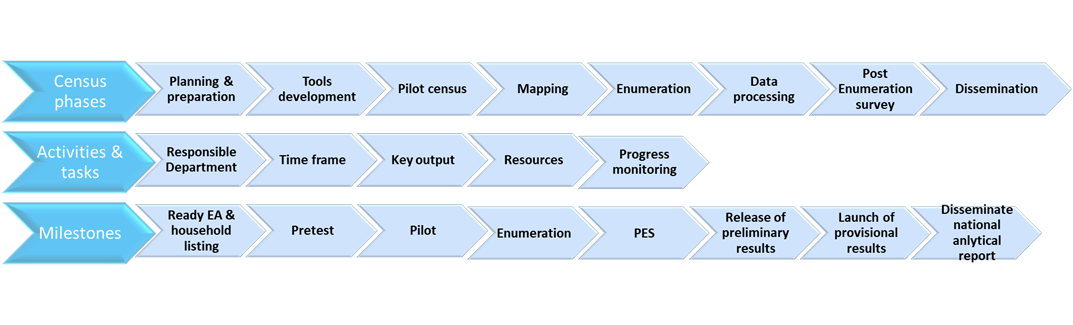 Census
phases
Planning &
preparation
Tools
development
Pilot census
Mapping
Enumeration
Data
processing
Post
Enumeration
survey
Dissemination
Activities &
tasks
Responsible
Department
Time frame
Key output
Resources
Progress
monitoring
Milestones
Ready EA &
household
listing
Pretest
Pilot
Enumeration
PES
Release of
preliminary
results
Launch of
provisional
results
Disseminate
national
anlytical
report